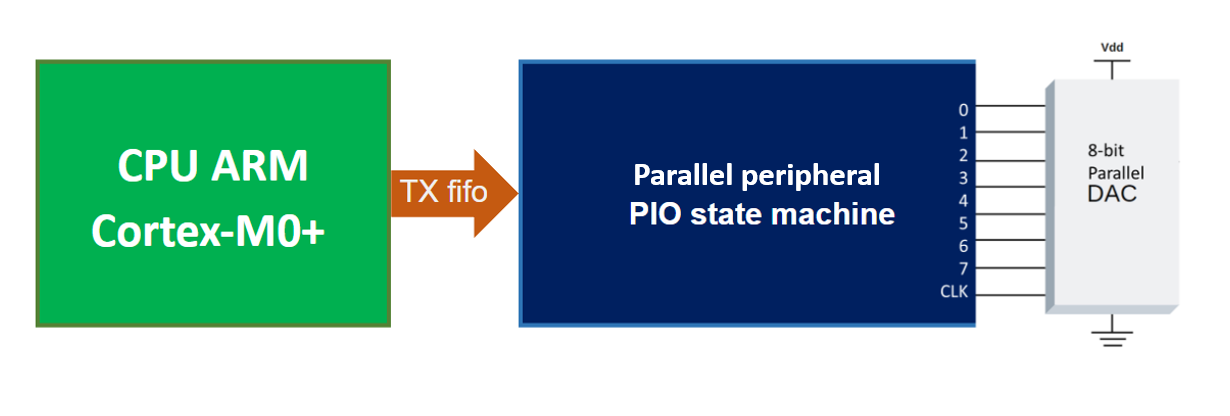 CPU ARM
Cortex-M0+
TX fifo
Parallel peripheral
PIO state machine
0
1
2
3
4
5
6
7
CLK
Vdd
8-bit
Parallel
DAC